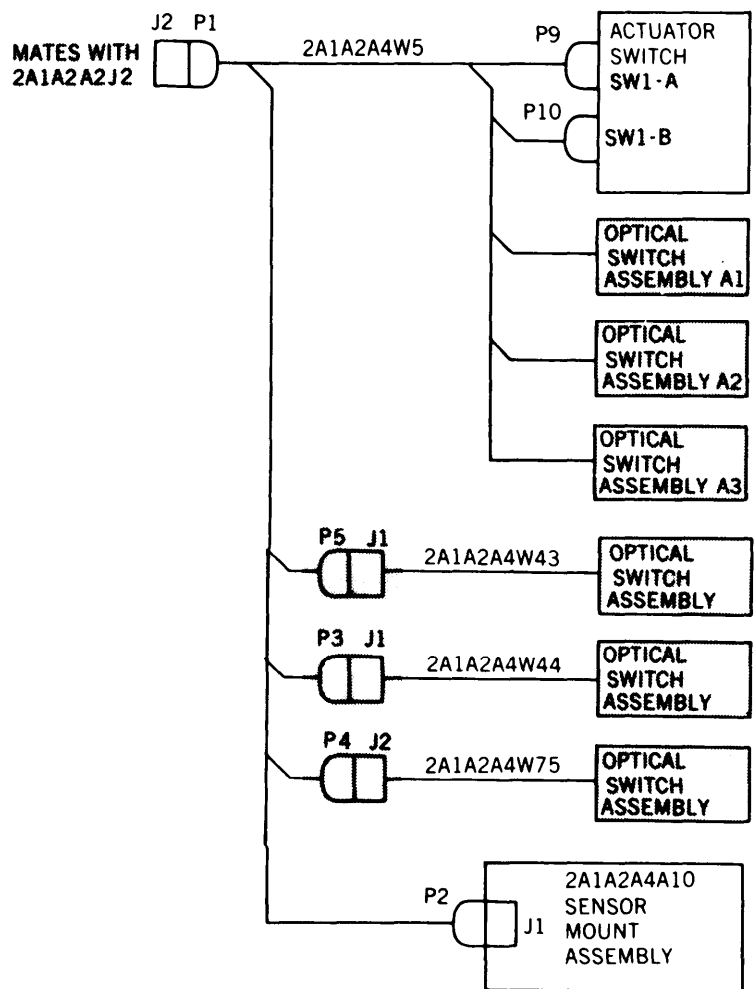 J2 P1
MATES WITH
2A1A2A2J2
2A1A2A4W5
P9
ACTUATOR
SWITCH
SW1-A
P10
SW1-B
OPTICAL
SWITCH
ASSEMBLY A1
OPTICAL
SWITCH
ASSEMBLY A2
OPTICAL
SWITCH
ASSEMBLY A3
P5 J1
2A1A2A4W43
OPTICAL
SWITCH
ASSEMBLY
P3 J1
2A1A2A4W44
OPTICAL
SWITCH
ASSEMBLY
P4 J2
2A1A2A4W75
OPTICAL
SWITCH
ASSEMBLY
P2
J1
2A1A2A4A10
SENSOR
MOUNT
ASSEMBLY